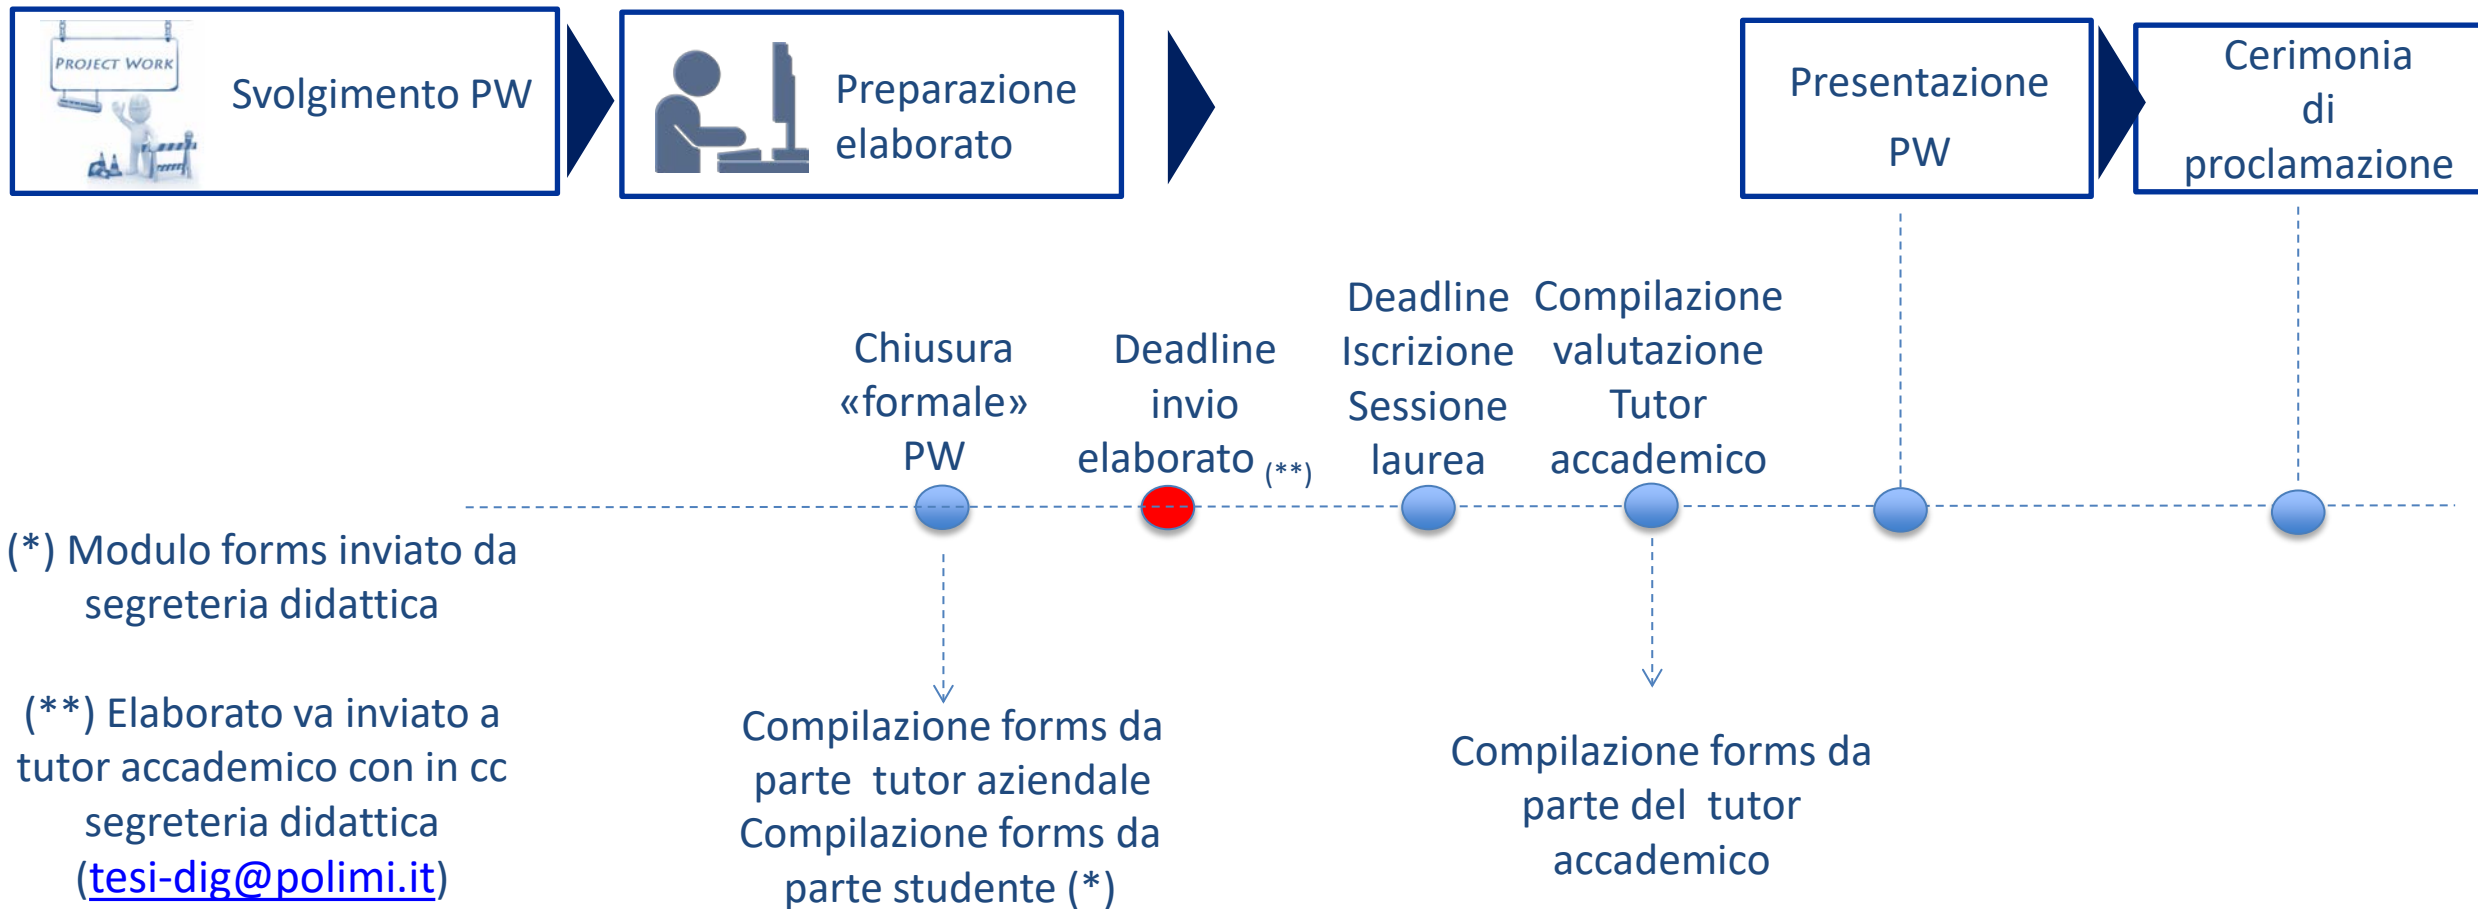 PROJECT WORK
Svolgimento PW
Preparazione
elaborato
Presentazione
PW
Cerimonia
di
proclamazione
Chiusura
«formale»
PW
Deadline
invio
elaborato (**)
Deadline
Iscrizione
Sessione
laurea
Compilazione
valutazione
Tutor
accademico
(*) Modulo forms inviato da
segreteria didattica
(**) Elaborato va inviato a
tutor accademico con in cc
segreteria didattica
(tesi-dig@polimi.it)
Compilazione forms da
parte tutor aziendale
Compilazione forms da
parte studente (*)
Compilazione forms da
parte del tutor
accademico